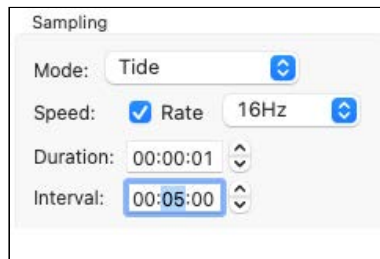 Sampling
Mode: Tide
Speed: Rate 16Hz
Duration: 00:00:01
Interval: 00:05:00